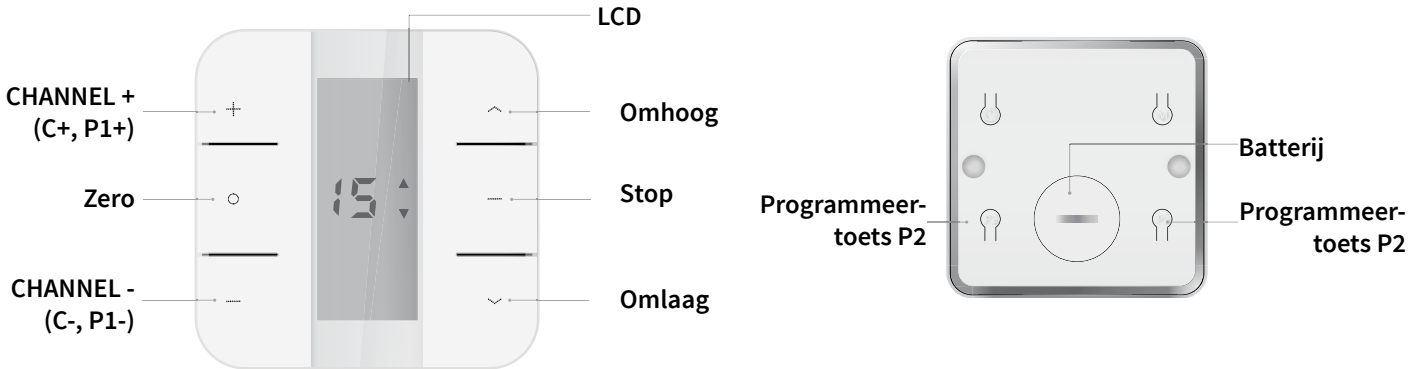 LCD
CHANNEL +
(C+, P1+)
Omhoog
Zero
15
Stop
CHANNEL -
(C-, P1-)
Omlaag
Batterij
Programmeer-
toets P2
Programmeer-
toets P2